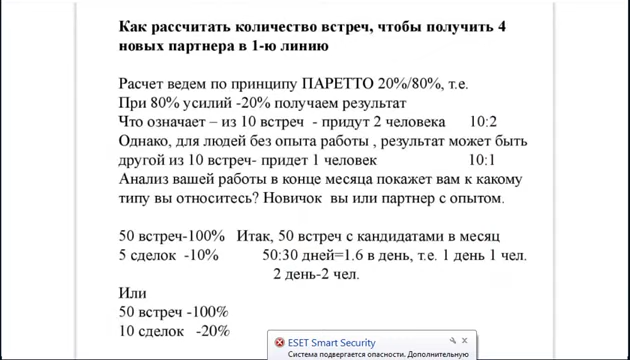 Как рассчитать количество встреч, чтобы получить 4
новых партнера в 1-ю линию
Расчет ведем по принципу ПАРЕТТО 20%/80%, т.е.
При 80% усилий -20% получаем результат
Что означает – из 10 встреч - придут 2 человека 10:2
Однако, для людей без опыта работы , результат может быть
другой из 10 встреч- придет 1 человек 10:1
Анализ вашей работы в конце месяца покажет вам к какому
типу вы относитесь? Новичок вы или партнер с опытом.
50 встреч-100% Итак, 50 встреч с кандидатами в месяц
5 сделок -10% 50:30 дней=1.6 в день, т.е. 1 день 1 чел.
2 день-2 чел.
Или
50 встреч -100%
10 сделок -20%
ESET Smart Security
Система подвергается опасности. Дополнительную